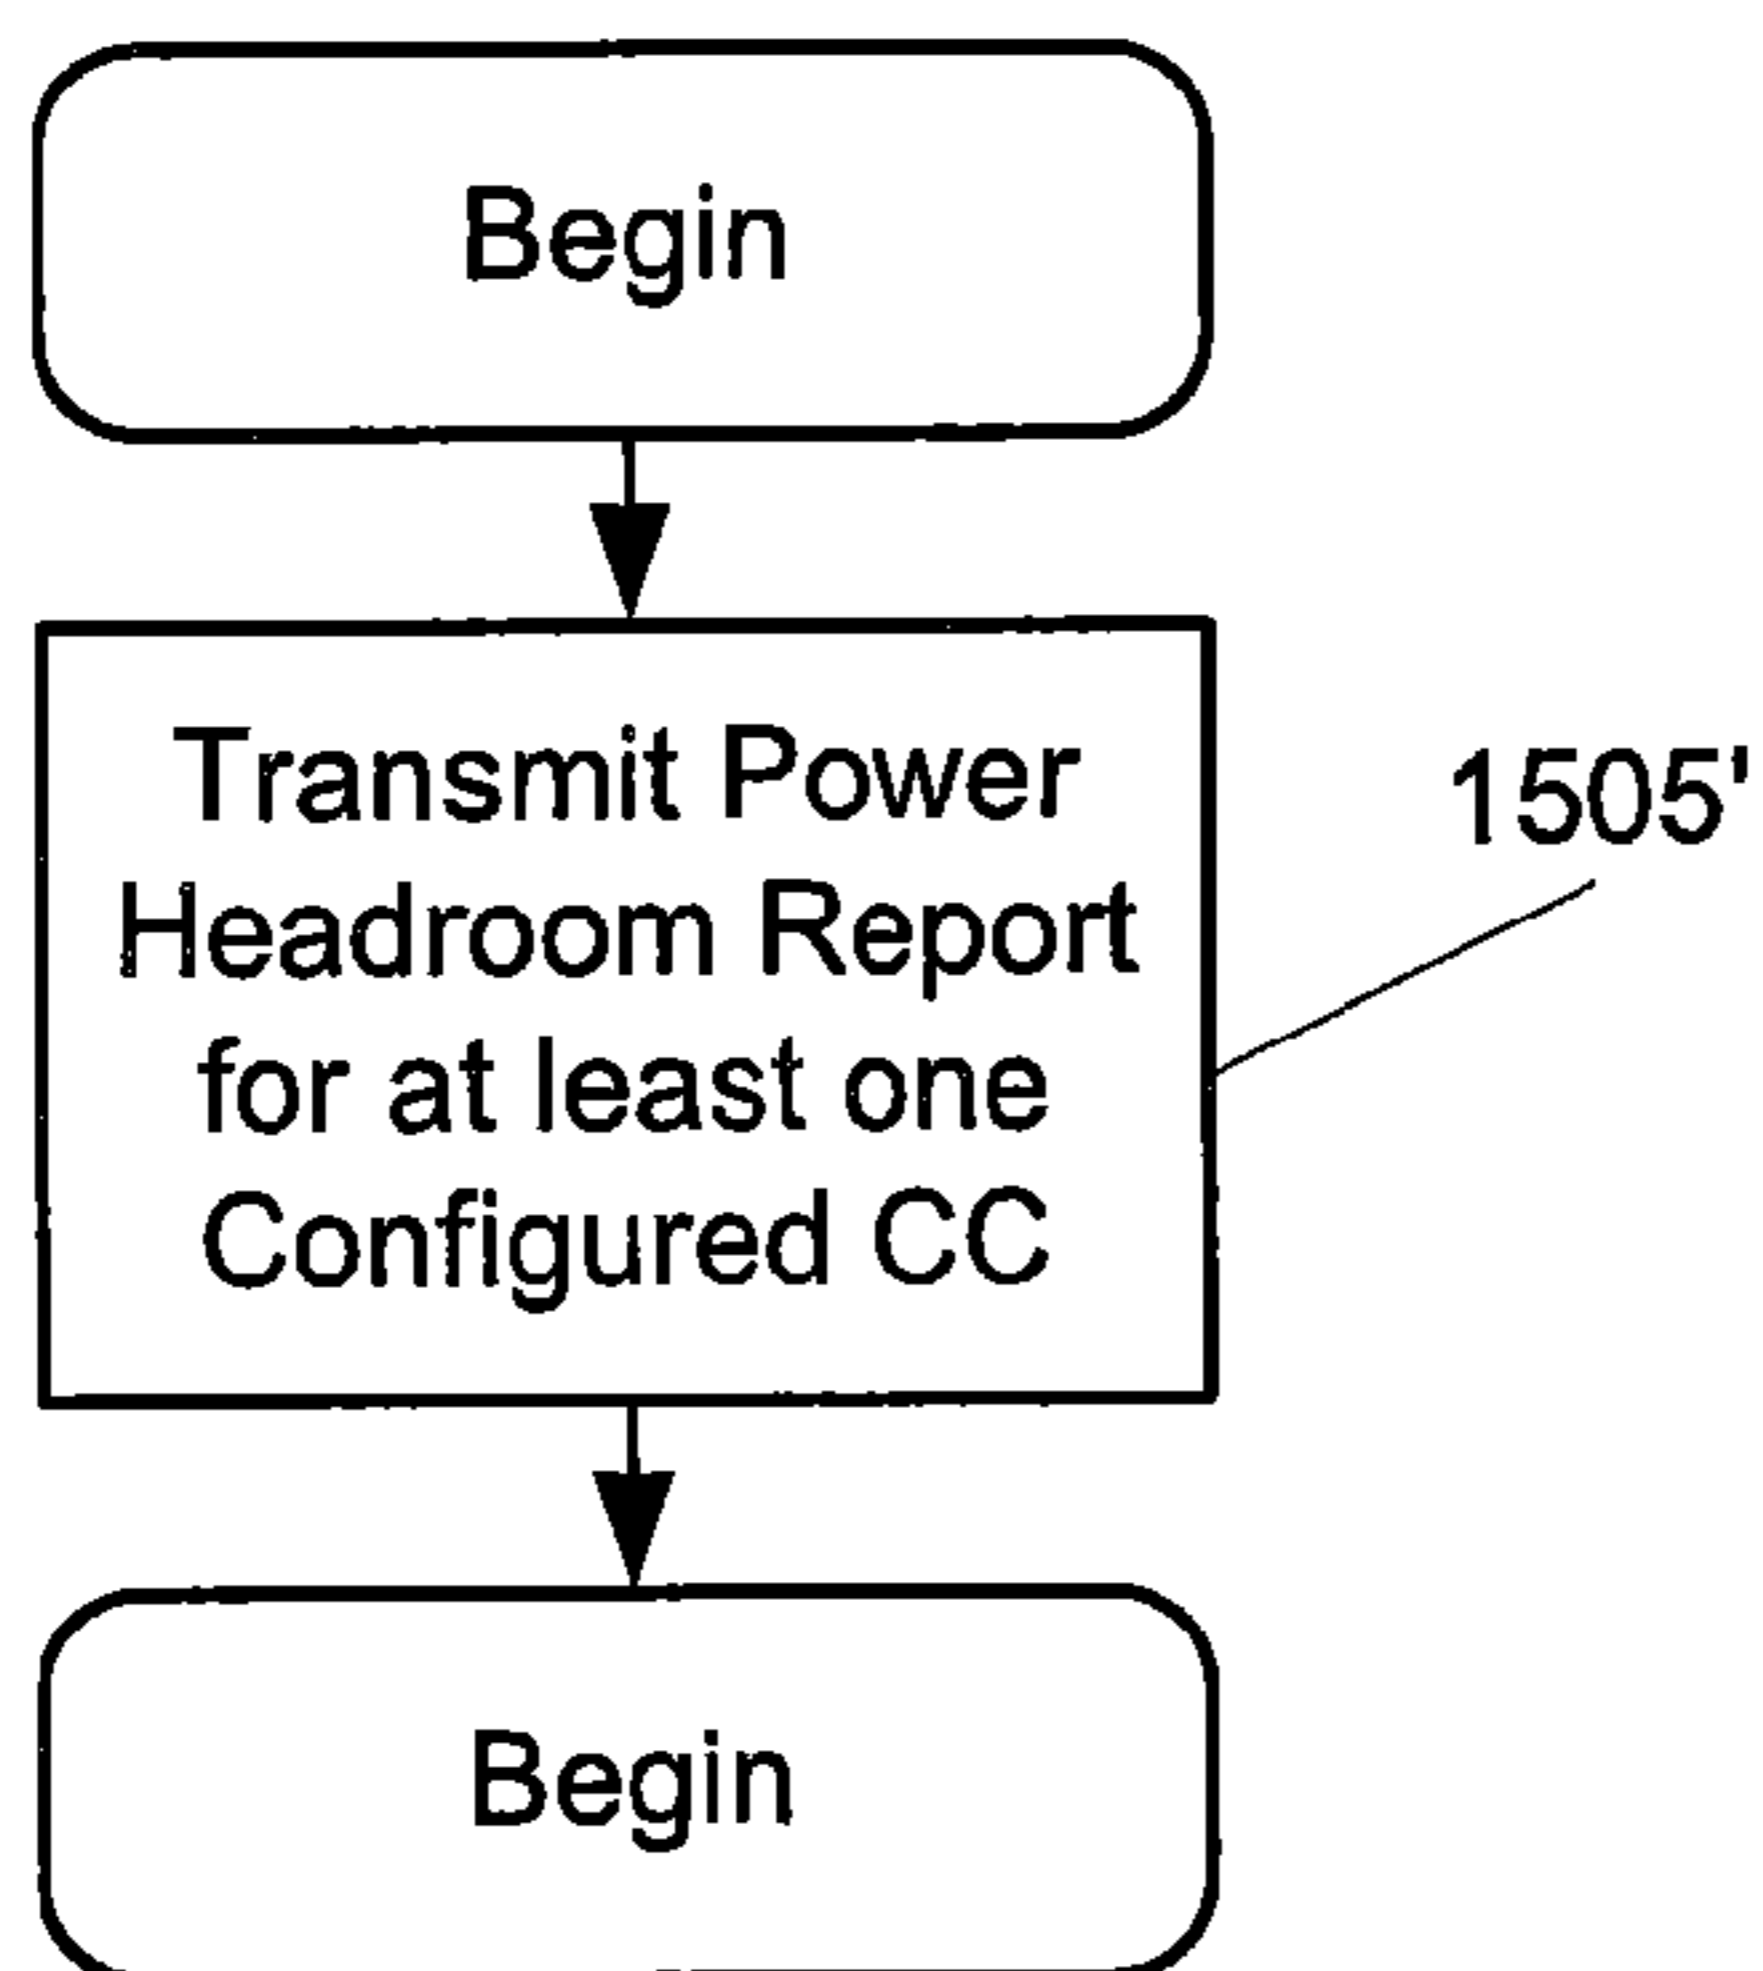 Begin
Transmit Power
Headroom Report
for at least one
Configured CC
1505'
Begin